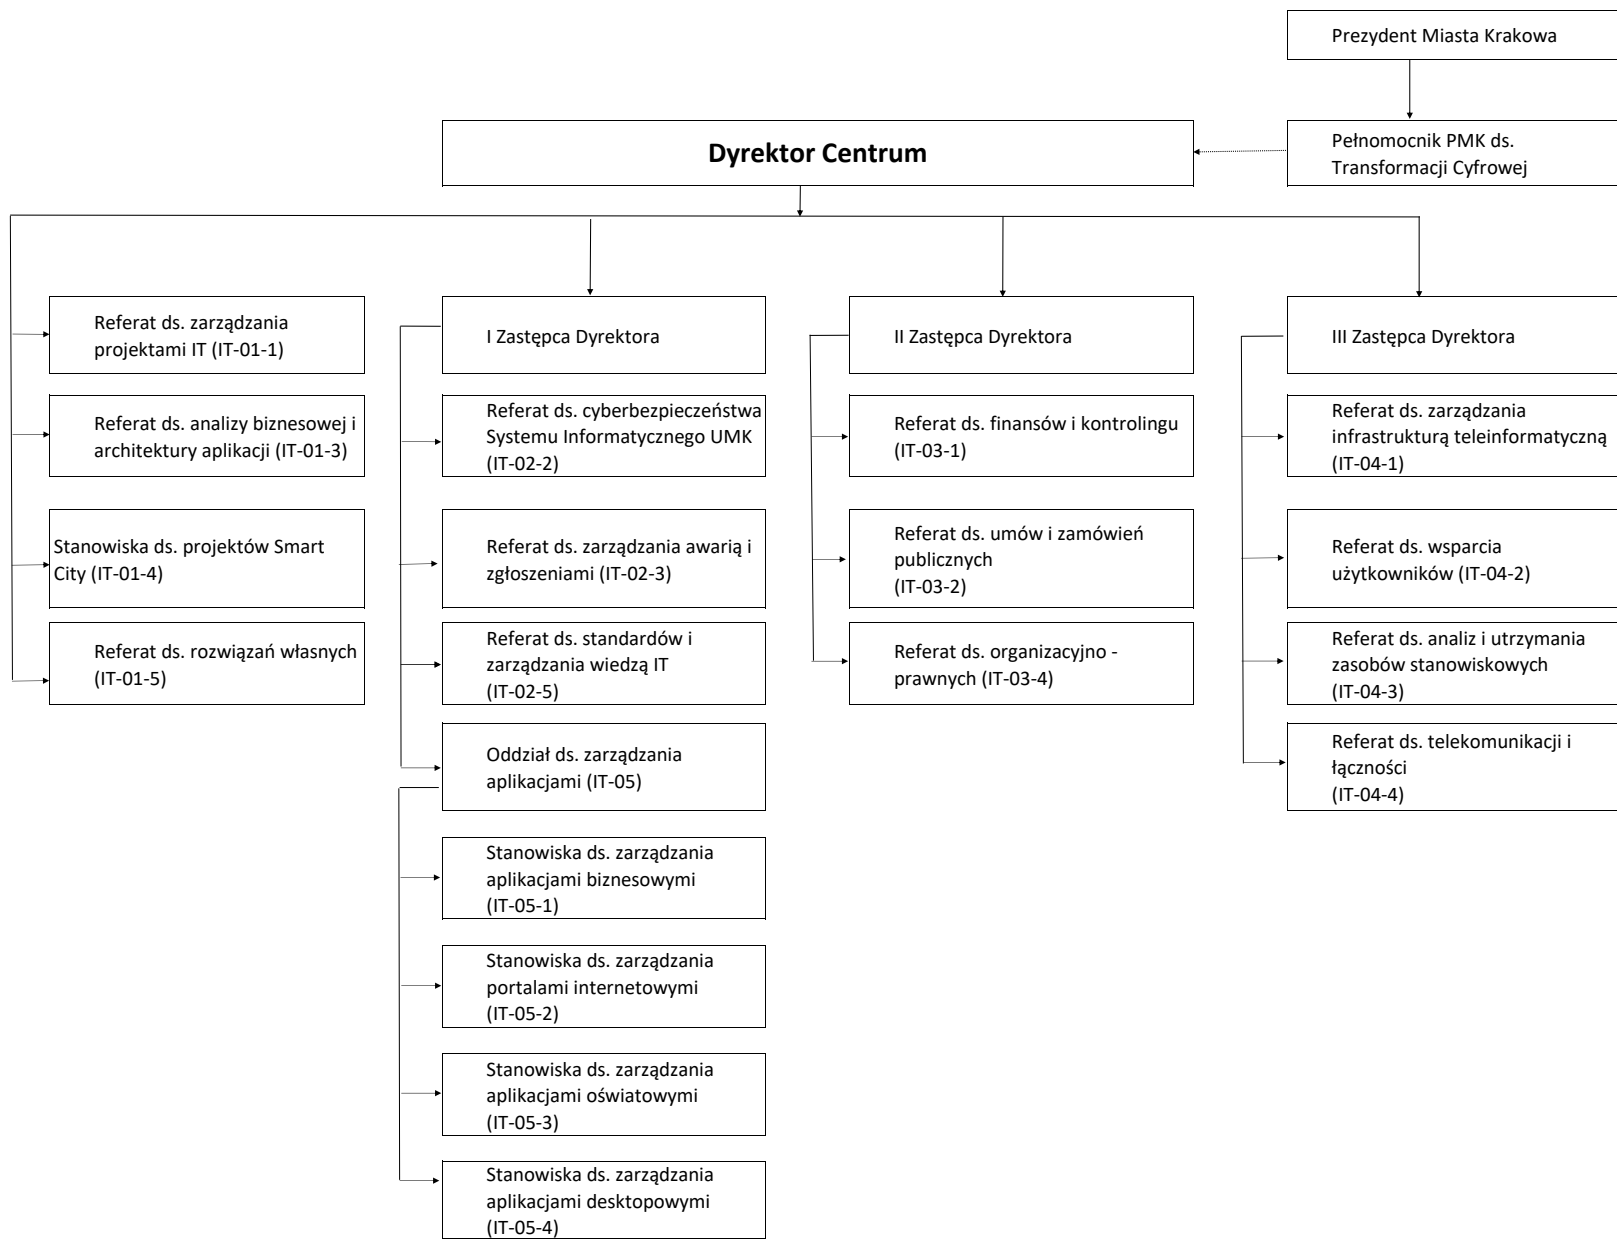 Prezydent Miasta Krakowa
Dyrektor Centrum
Pełnomocnik PMK ds.
Transformacji Cyfrowej
Referat ds. zarządzania
projektami IT (IT-01-1)
Referat ds. analizy biznesowej i
architektury aplikacji (IT-01-3)
Stanowiska ds. projektów Smart
City (IT-01-4)
Referat ds. rozwiązań własnych
(IT-01-5)
I Zastępca Dyrektora
Referat ds. cyberbezpieczeństwa
Systemu Informatycznego UMK
(IT-02-2)
Referat ds. zarządzania awarią i
zgłoszeniami (IT-02-3)
Referat ds. standardów i
zarządzania wiedzą IT
(IT-02-5)
Oddział ds. zarządzania
aplikacjami (IT-05)
Stanowiska ds. zarządzania
aplikacjami biznesowymi
(IT-05-1)
Stanowiska ds. zarządzania
portalami internetowymi
(IT-05-2)
Stanowiska ds. zarządzania
aplikacjami oświatowymi
(IT-05-3)
Stanowiska ds. zarządzania
aplikacjami desktopowymi
(IT-05-4)
II Zastępca Dyrektora
Referat ds. finansów i kontrolingu
(IT-03-1)
Referat ds. umów i zamówień
publicznych
(IT-03-2)
Referat ds. organizacyjno -
prawnych (IT-03-4)
III Zastępca Dyrektora
Referat ds. zarządzania
infrastrukturą teleinformatyczną
(IT-04-1)
Referat ds. wsparcia
użytkowników (IT-04-2)
Referat ds. analiz i utrzymania
zasobów stanowiskowych
(IT-04-3)
Referat ds. telekomunikacji i
łączności
(IT-04-4)